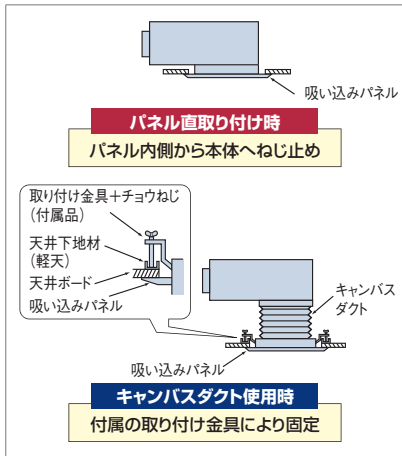 吸い込みパネル
パネル直取り付け時
パネル内側から本体へねじ止め
取り付け金具+チョウねじ
(付属品)
天井下地材
(軽天)
天井ボード
吸い込みパネル
キャンバス
ダクト
吸い込みパネル
キャンバスダクト使用時
付属の取り付け金具により固定